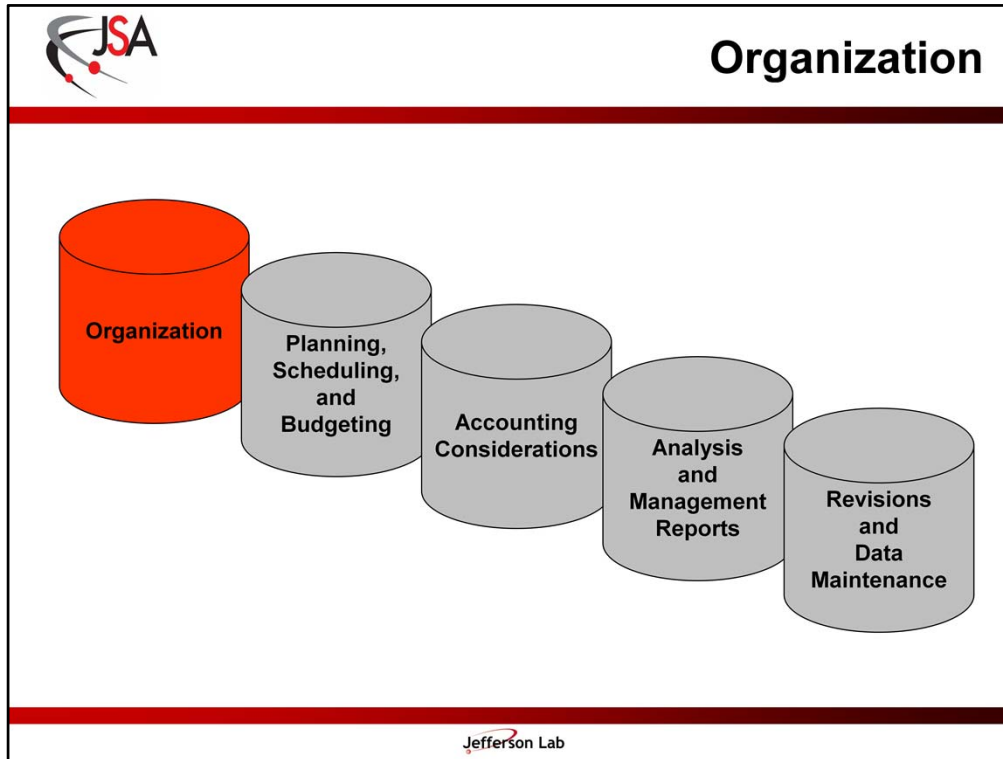 JSA
Organization
Organization
Planning,
Scheduling,
and
Budgeting
Accounting
Considerations
Analysis
and
Management
Reports
Revisions
and
Data
Maintenance
Jefferson Lab